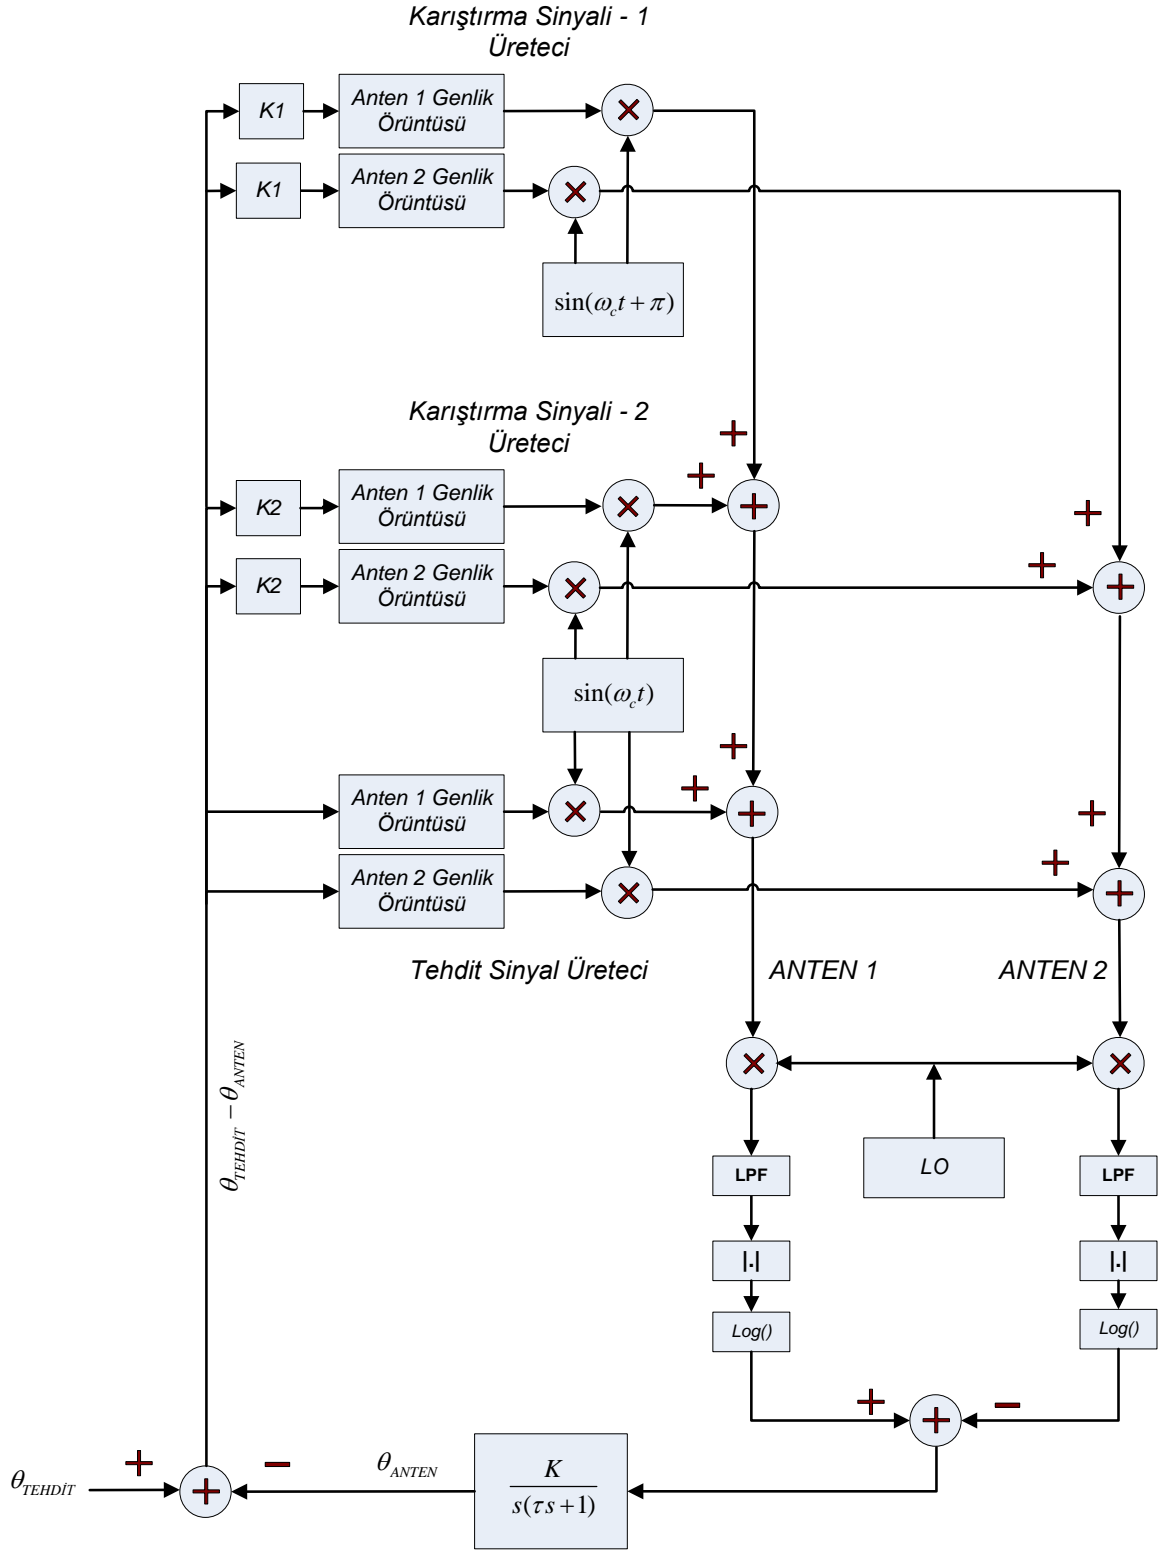 Karıştırma Sinyali - 1
Üreteci
K1
Anten 1 Genlik
Örüntüsü
K1
Anten 2 Genlik
Örüntüsü
sin(ω_c t + π)
Karıştırma Sinyali - 2
Üreteci
K2
Anten 1 Genlik
Örüntüsü
K2
Anten 2 Genlik
Örüntüsü
sin(ω_c t)
Anten 1 Genlik
Örüntüsü
Anten 2 Genlik
Örüntüsü
Tehdit Sinyal Üreteci
ANTEN 1
ANTEN 2
θ_TEHDİT − θ_ANTEN
LO
LPF
LPF
|.|
|.|
Log()
Log()
θ_TEHDİT
θ_ANTEN
K
s(τs+1)